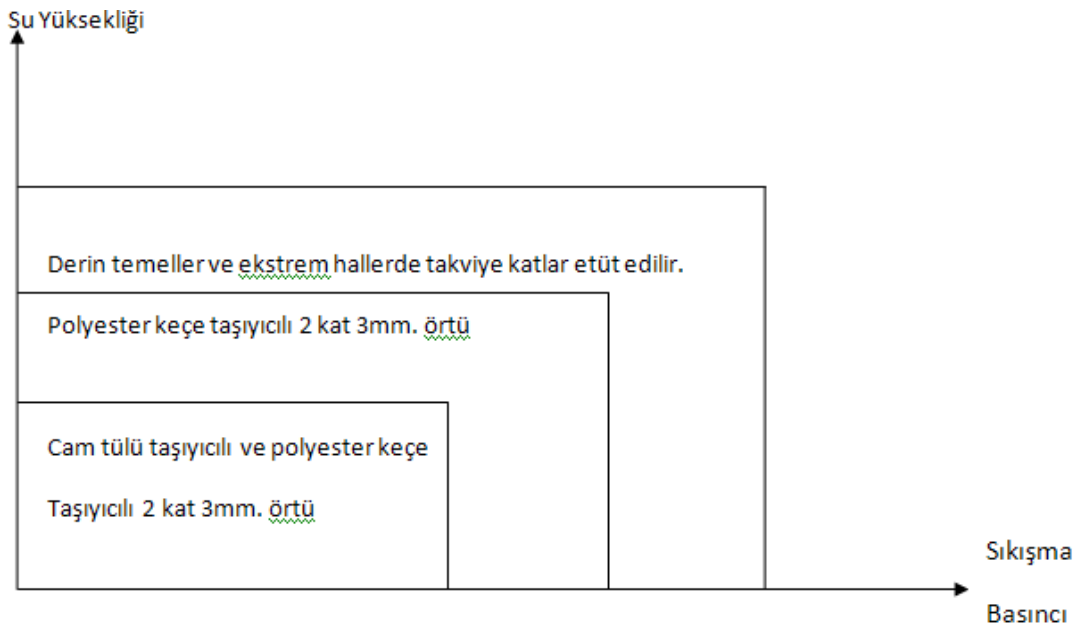 Su Yüksekliği
Derin temeller ve ekstrem hallerde takviye katlar etüt edilir.
Polyester keçe taşıyıcılı 2 kat 3mm. örtü
Cam tülü taşıyıcılı ve polyester keçe
Taşıyıcılı 2 kat 3mm. örtü
Sıkışma
Basıncı